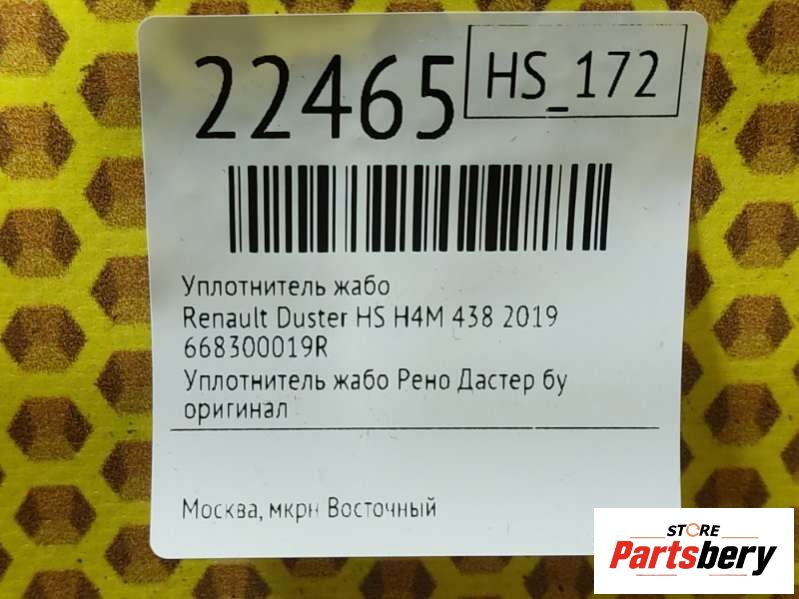 22465
HS_172
Уплотнитель жабо
Renault Duster HS H4M 438 2019
668300019R
Уплотнитель жабо Рено Дастер бу
оригинал
Москва, мкрн Восточный
STORE
Partsbery